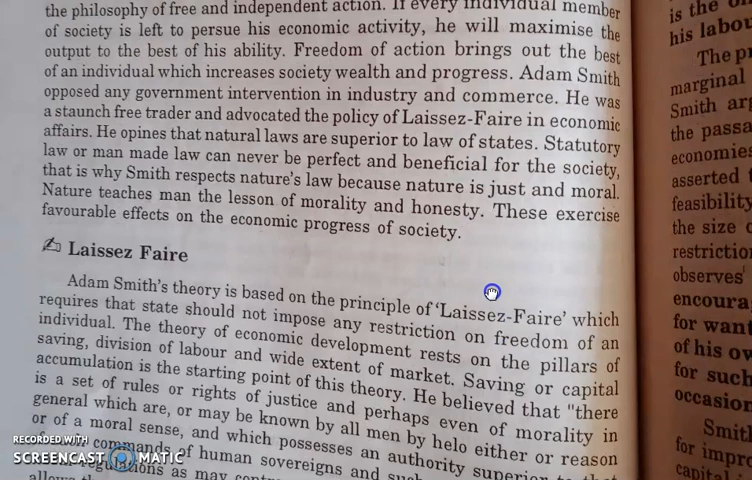 the philosophy of free and independent action. If every individual member
of society is left to persue his economic activity, he will maximise the
output to the best of his ability. Freedom of action brings out the best
of an individual which increases society wealth and progress. Adam Smith
opposed any government intervention in industry and commerce. He was
a staunch free trader and advocated the policy of Laissez-Faire in economic
affairs. He opines that natural laws are superior to law of states. Statutory
law or man made law can never be perfect and beneficial for the society,
that is why Smith respects nature's law because nature is just and moral.
Nature teaches man the lesson of morality and honesty. These exercise
favourable effects on the economic progress of society.
Laissez Faire
Adam Smith's theory is based on the principle of 'Laissez-Faire' which
requires that state should not impose any restriction on freedom of an
individual. The theory of economic development rests on the pillars of
saving, division of labour and wide extent of market. Saving or capital
accumulation is the starting point of this theory. He believed that "there
is a set of rules or rights of justice and perhaps even of morality in
general which are, or may be known by all men by helo either or reason
or of a moral sense, and which possesses an authority superior to that
commands of human sovereigns and such
regulations as may
allows
is the
his labou
The pr
marginal
Smith arg
the passa
economies
asserted t
feasibility
the size o
restriction
observes'
encoura
for want
of his ow
for such
occasion
Smith
for impro
capital i
RECORDED WITH
SCREENCAST MATIC